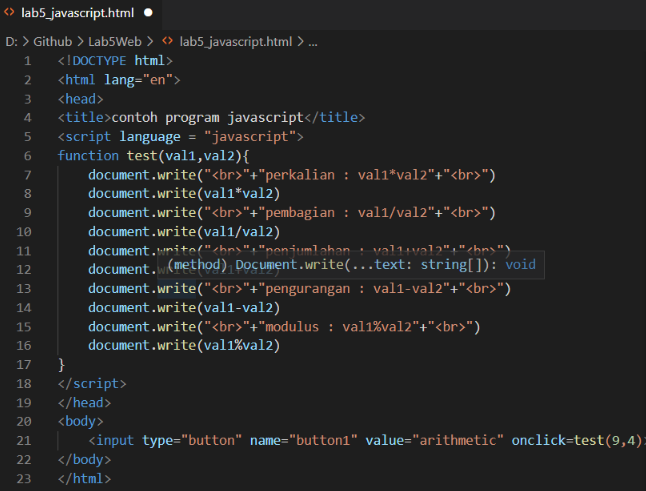 lab5_javascript.html
D: > Github > Lab5Web > lab5_javascript.html > ...
1 <!DOCTYPE html>
2 <html lang="en">
3 <head>
4 <title>contoh program javascript</title>
5 <script language = "javascript">
6 function test(val1,val2){
7 document.write("<br>"+"perkalian : val1*val2"+"<br>")
8 document.write(val1*val2)
9 document.write("<br>"+"pembagian : val1/val2"+"<br>")
10 document.write(val1/val2)
11 document.write("<br>"+"penjumlahan : val1+val2"+"<br>")
(method) Document.write(...text: string[]): void
12 document.write(val1+val2)
13 document.write("<br>"+"pengurangan : val1-val2"+"<br>")
14 document.write(val1-val2)
15 document.write("<br>"+"modulus : val1%val2"+"<br>")
16 document.write(val1%val2)
17 }
18 </script>
19 </head>
20 <body>
21 <input type="button" name="button1" value="arithmetic" onclick=test(9,4)>
22 </body>
23 </html>